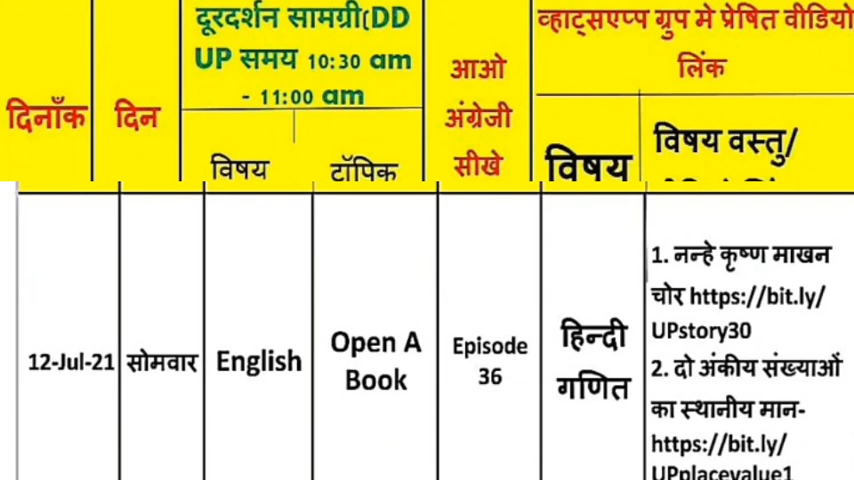 दिनाँक
दिन
दूरदर्शन सामग्री(DD
UP समय 10:30 am
- 11:00 am
विषय
टॉपिक
आओ
अंग्रेजी
सीखे
व्हाट्सएप्प ग्रुप मे प्रेषित वीडियो
लिंक
विषय
विषय वस्तु/
12-Jul-21
सोमवार
English
Open A
Book
Episode
36
हिन्दी
गणित
1. नन्हे कृष्ण माखन
चोर https://bit.ly/
UPstory30
2. दो अंकीय संख्याओं
का स्थानीय मान-
https://bit.ly/
UPplacevalue1